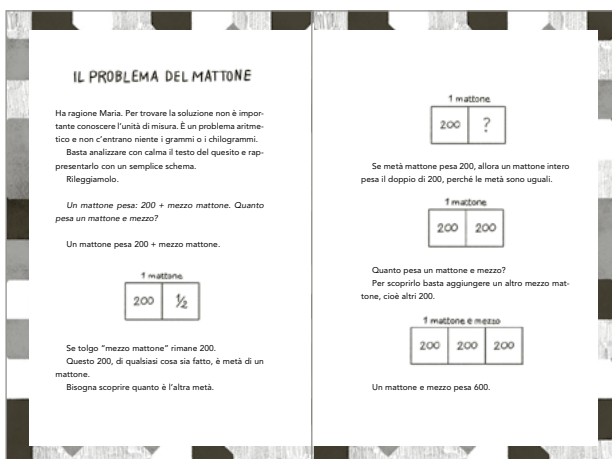 IL PROBLEMA DEL MATTONE
Ha ragione Maria. Per trovare la soluzione non è impor-
tante conoscere l'unità di misura. È un problema aritme-
tico e non c'entrano niente i grammi o i chilogrammi.
Basta analizzare con calma il testo del quesito e rap-
presentarlo con un semplice schema.
Rileggiamolo.
Un mattone pesa: 200 + mezzo mattone. Quanto
pesa un mattone e mezzo?
Un mattone pesa 200 + mezzo mattone.
1 mattone
200 ½
Se tolgo “mezzo mattone” rimane 200.
Questo 200, di qualsiasi cosa sia fatto, è metà di un
mattone.
Bisogna scoprire quanto è l'altra metà.
1 mattone
200 ?
Se metà mattone pesa 200, allora un mattone intero
pesa il doppio di 200, perché le metà sono uguali.
1 mattone
200 200
Quanto pesa un mattone e mezzo?
Per scoprirlo basta aggiungere un altro mezzo mat-
tone, cioè altri 200.
1 mattone e mezzo
200 200 200
Un mattone e mezzo pesa 600.